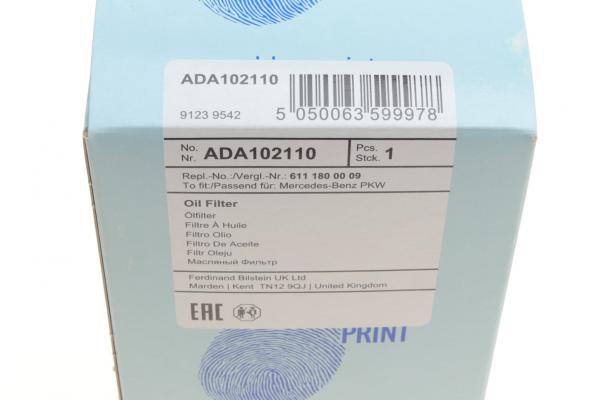 ADA102110
9123 9542
5 050063 599978
No.
Nr. ADA102110
Pcs.
Stck. 1
Repl.-No.:/Vergl.-Nr.: 611 180 00 09
To fit:/Passend für: Mercedes-Benz PKW
Oil Filter
Ölfilter
Filtre À Huile
Filtro Olio
Filtro De Aceite
Filtr Oleju
Масляный Фильтр
Ferdinand Bilstein UK Ltd
Marden | Kent TN12 9QJ | United Kingdom
EAC
PRINT